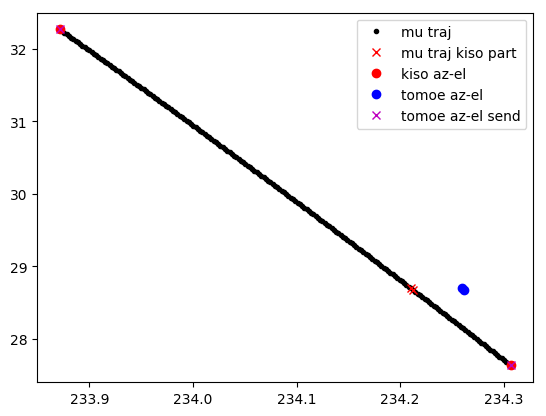 mu traj
mu traj kiso part
kiso az-el
tomoe az-el
tomoe az-el send
32
31
30
29
28
233.9 234.0 234.1 234.2 234.3